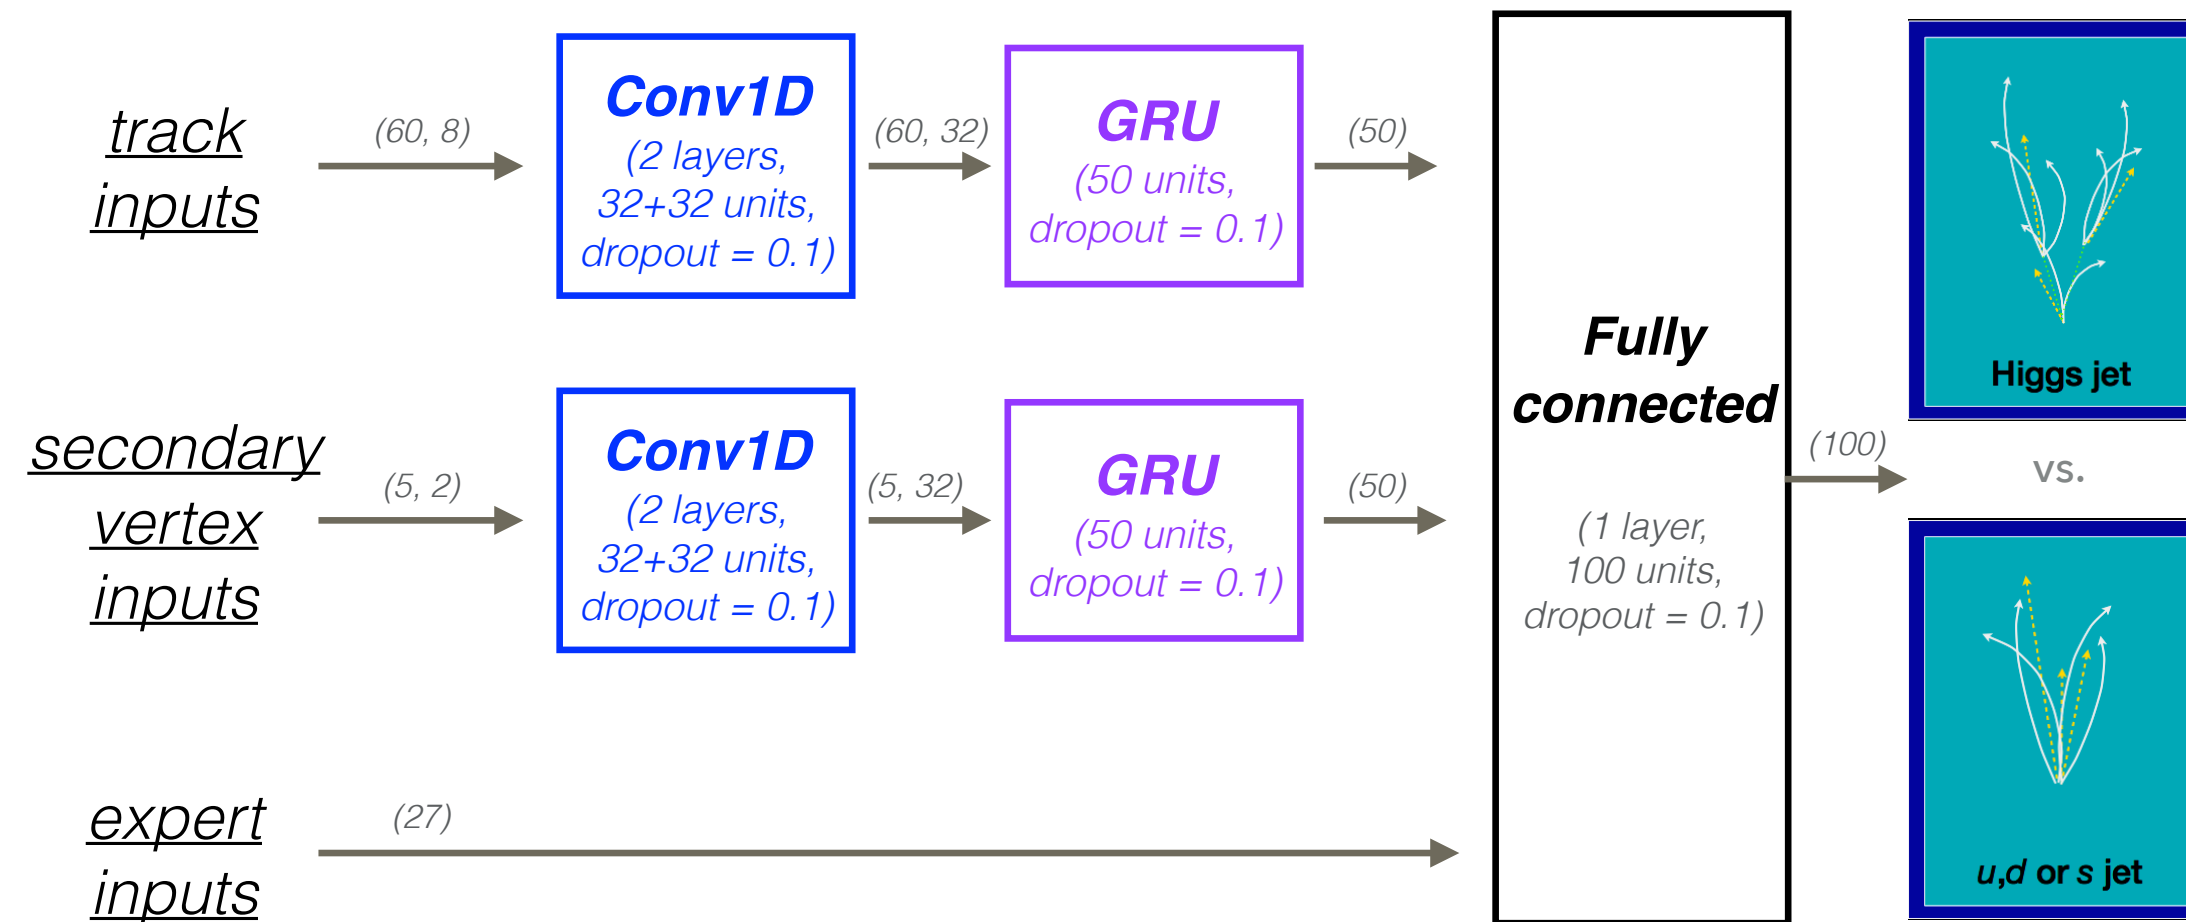 track
inputs
(60, 8)
Conv1D
(2 layers,
32+32 units,
dropout = 0.1)
(60, 32)
GRU
(50 units,
dropout = 0.1)
(50)
secondary
vertex
inputs
(5, 2)
Conv1D
(2 layers,
32+32 units,
dropout = 0.1)
(5, 32)
GRU
(50 units,
dropout = 0.1)
(50)
expert
inputs
(27)
Fully
connected
(1 layer,
100 units,
dropout = 0.1)
(100)
Higgs jet
vs.
u,d or s jet